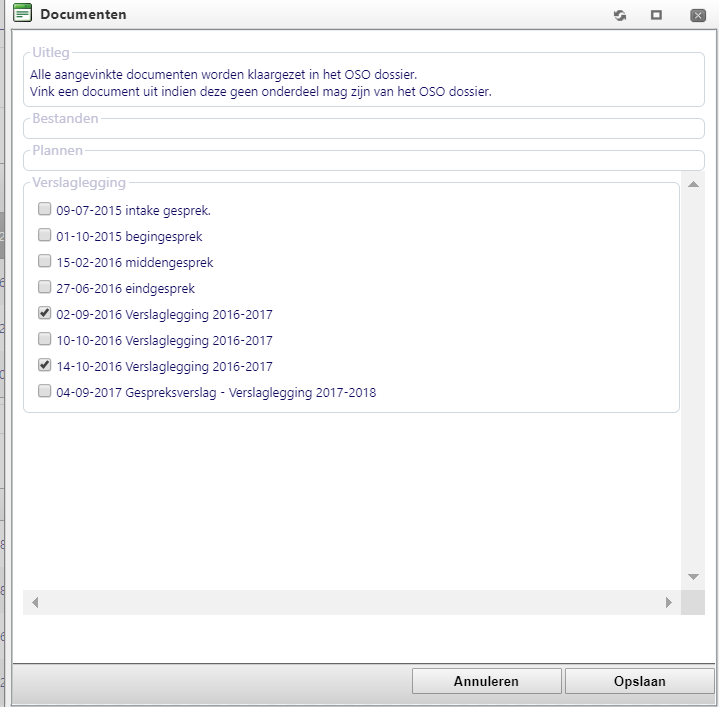 Documenten
Uitleg
Alle aangevinkte documenten worden klaargezet in het OSO dossier.
Vink een document uit indien deze geen onderdeel mag zijn van het OSO dossier.
Bestanden
Plannen
Verslaglegging
09-07-2015 intake gesprek.
01-10-2015 begingesprek
15-02-2016 middengesprek
27-06-2016 eindgesprek
02-09-2016 Verslaglegging 2016-2017
10-10-2016 Verslaglegging 2016-2017
14-10-2016 Verslaglegging 2016-2017
04-09-2017 Gespreksverslag - Verslaglegging 2017-2018
Annuleren
Opslaan